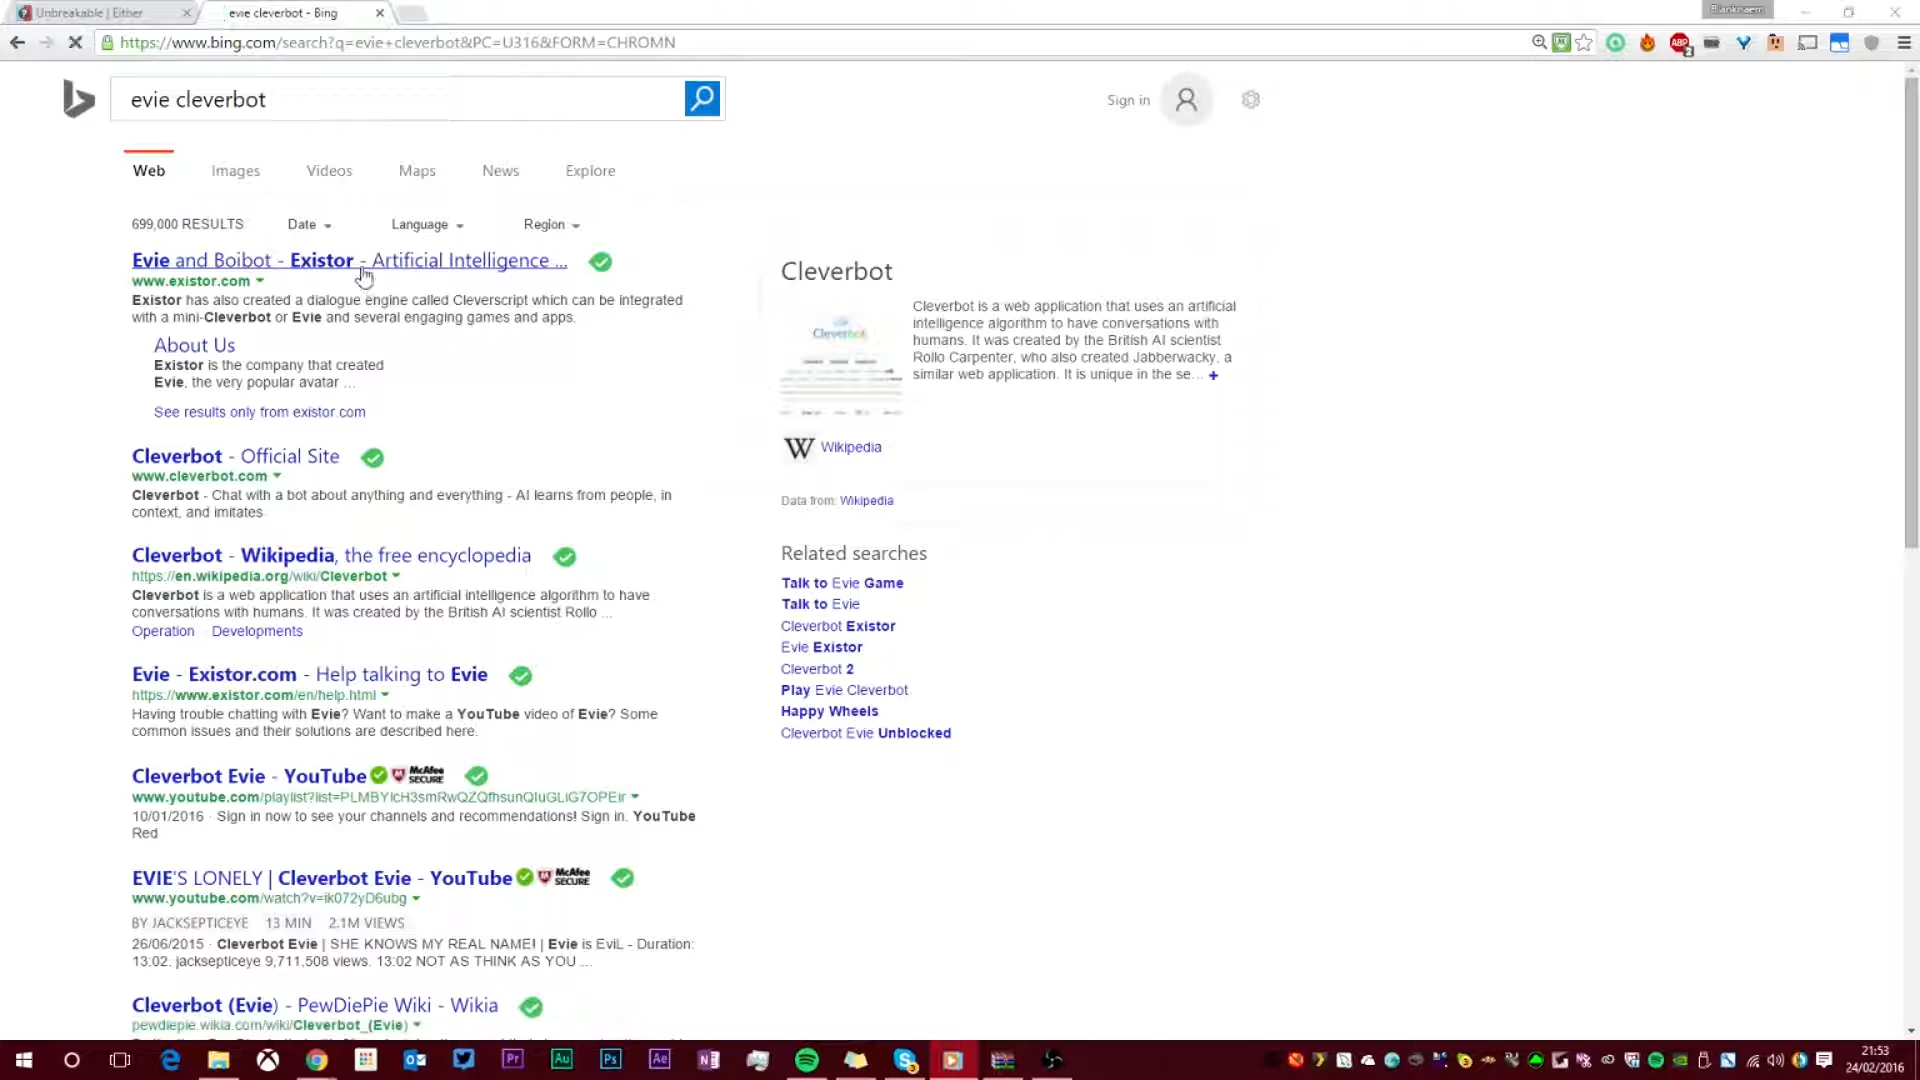 Unbreakable | Either
evie cleverbot - Bing
https://www.bing.com/search?q=evie+cleverbot&PC=U316&FORM=CHROMN
evie cleverbot
Sign in
Web Images Videos Maps News Explore
699,000 RESULTS Date Language Region
Evie and Boibot - Existor - Artificial Intelligence ...
www.existor.com
Existor has also created a dialogue engine called Cleverscript which can be integrated
with a mini-Cleverbot or Evie and several engaging games and apps.
About Us
Existor is the company that created
Evie, the very popular avatar ...
See results only from existor.com
Cleverbot - Official Site
www.cleverbot.com
Cleverbot - Chat with a bot about anything and everything - AI learns from people, in
context, and imitates
Cleverbot - Wikipedia, the free encyclopedia
https://en.wikipedia.org/wiki/Cleverbot
Cleverbot is a web application that uses an artificial intelligence algorithm to have
conversations with humans. It was created by the British AI scientist Rollo ...
Operation · Developments
Evie - Existor.com - Help talking to Evie
https://www.existor.com/en/help.html
Having trouble chatting with Evie? Want to make a YouTube video of Evie? Some
common issues and their solutions are described here.
Cleverbot Evie - YouTube McAfee SECURE
www.youtube.com/playlist?list=
10/01/2016 · Sign in now to see your channels and recommendations! Sign in. YouTube
Red
EVIE'S LONELY | Cleverbot Evie - YouTube McAfee SECURE
www.youtube.com/watch?v=ik072yD6ubg
BY JACKSEPTICEYE 13 MIN 2.1M VIEWS
26/06/2015 · Cleverbot Evie | SHE KNOWS MY REAL NAME! | Evie is EviL - Duration:
13:02. jacksepticeye 9,711,508 views. 13:02 NOT AS THINK AS YOU ...
Cleverbot (Evie) - PewDiePie Wiki - Wikia
pewdiepie.wikia.com/wiki/Cleverbot_(Evie)
Cleverbot
Cleverbot
Cleverbot is a web application that uses an artificial
intelligence algorithm to have conversations with
humans. It was created by the British AI scientist
Rollo Carpenter, who also created Jabberwacky, a
similar web application. It is unique in the se... +
W Wikipedia
Data from: Wikipedia
Related searches
Talk to Evie Game
Talk to Evie
Cleverbot Existor
Evie Existor
Cleverbot 2
Play Evie Cleverbot
Happy Wheels
Cleverbot Evie Unblocked
ABP 2
Pr Au Ps Ae
21:53
24/02/2016